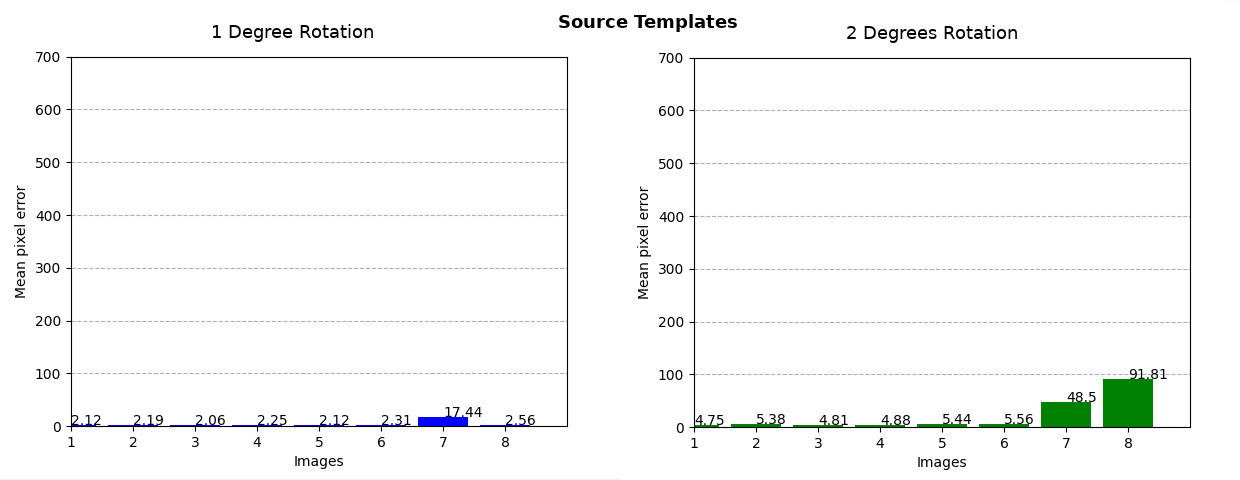 Source Templates
1 Degree Rotation
700
600
500
400
300
200
100
0
Mean pixel error
2.12 2.19 2.06 2.25 2.12 2.31 17.44 2.56
1 2 3 4 5 6 7 8
Images
2 Degrees Rotation
700
600
500
400
300
200
100
0
Mean pixel error
4.75 5.38 4.81 4.88 5.44 5.56 48.5 91.81
1 2 3 4 5 6 7 8
Images